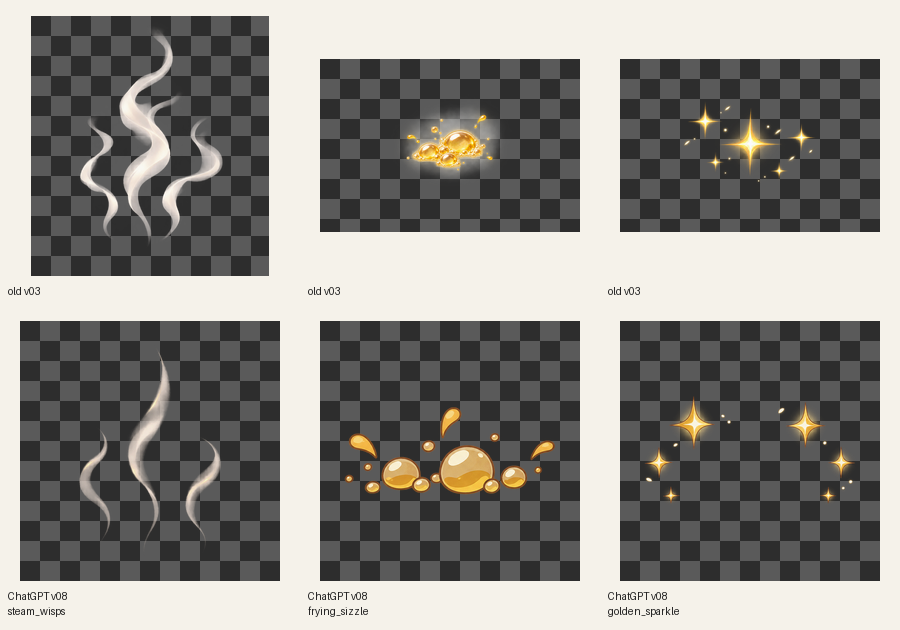 old v03
old v03
old v03
ChatGPT v08
steam_wisps
ChatGPT v08
frying_sizzle
ChatGPT v08
golden_sparkle